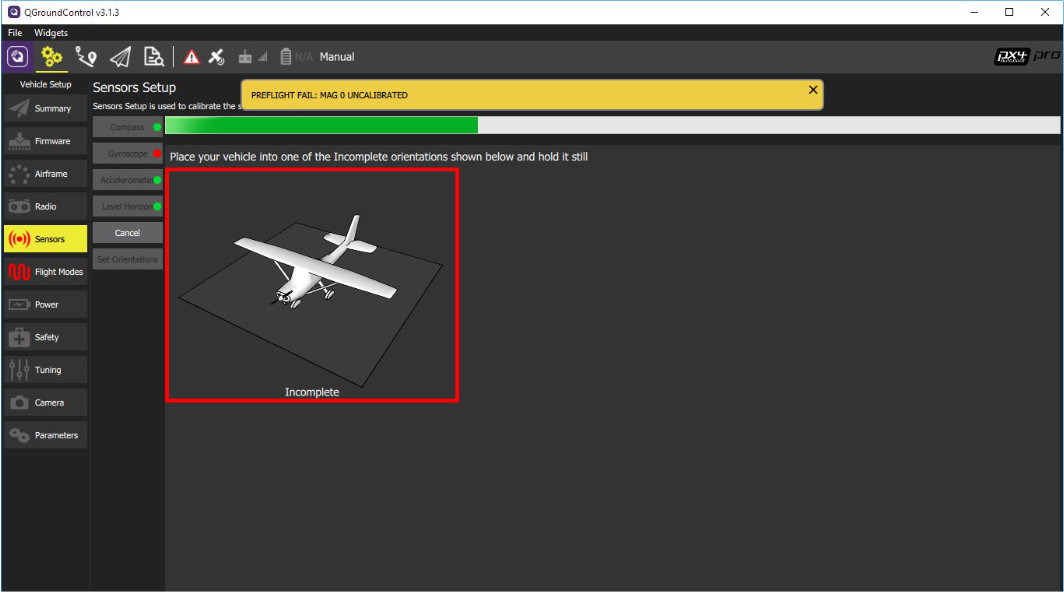 QGroundControl v3.1.3
File Widgets
N/A Manual
PX4 pro
Vehicle Setup
Summary
Firmware
Airframe
Radio
Sensors
Flight Modes
Power
Safety
Tuning
Camera
Parameters
Sensors Setup
Sensors Setup is used to calibrate the s
PREFLIGHT FAIL: MAG 0 UNCALIBRATED
Compass
Gyroscope
Accelerometer
Level Horizon
Cancel
Set Orientations
Place your vehicle into one of the Incomplete orientations shown below and hold it still
Incomplete